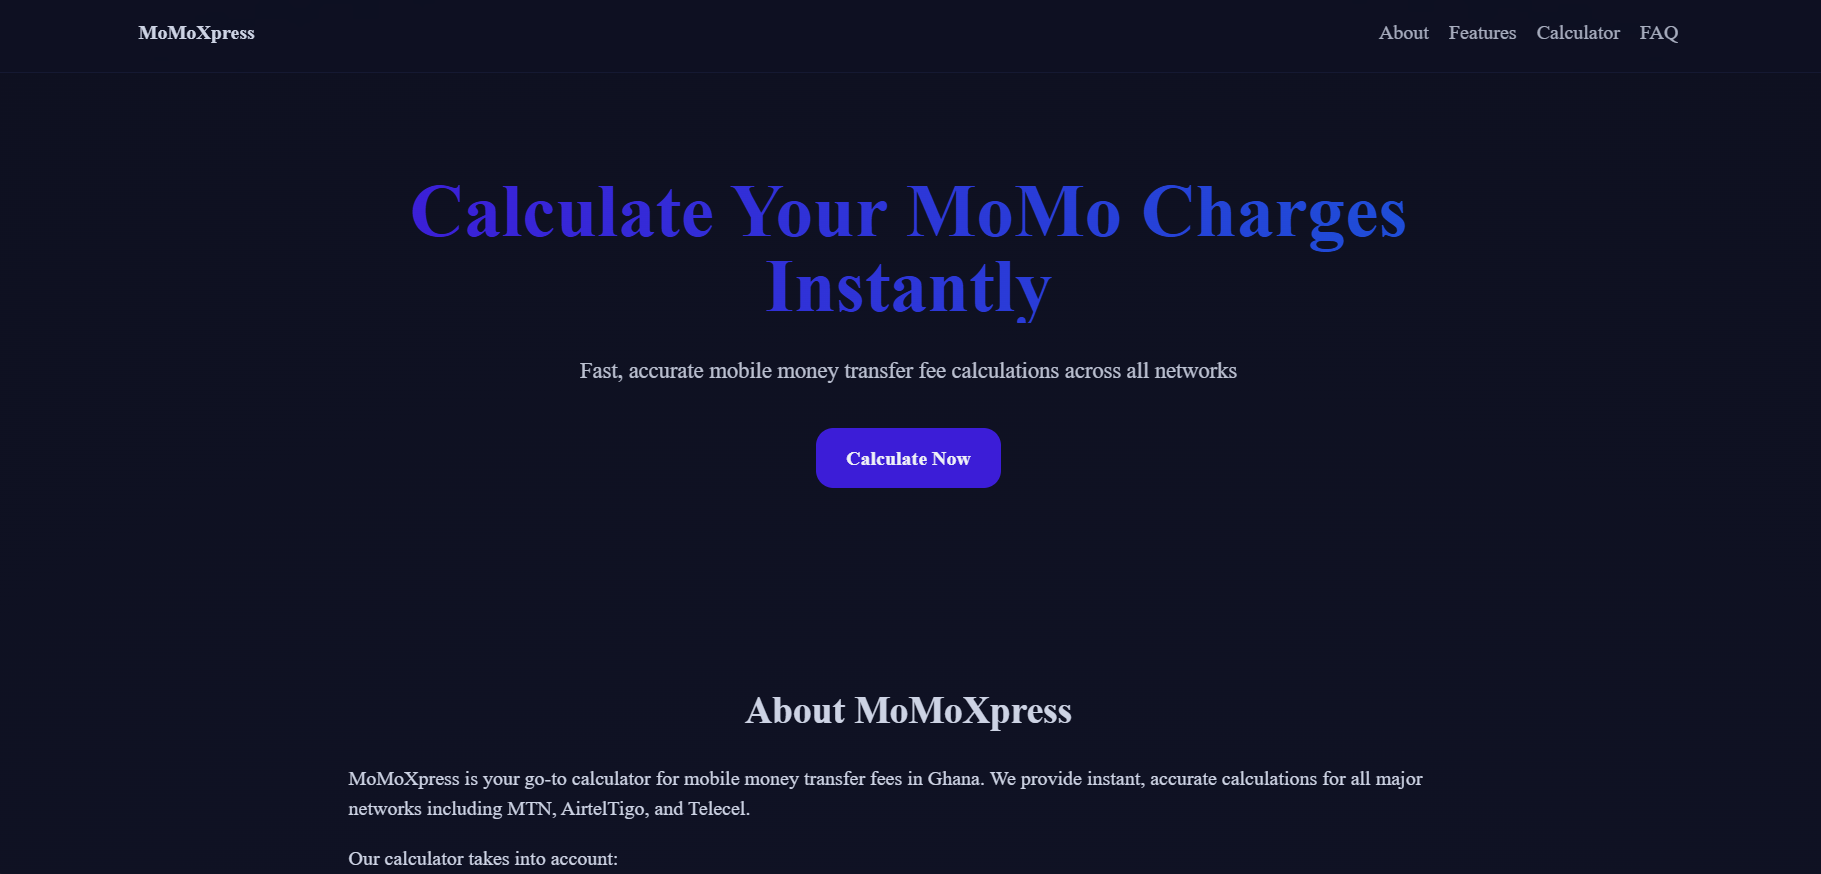 MoMoXpress
About Features Calculator FAQ
Calculate Your MoMo Charges
Instantly
Fast, accurate mobile money transfer fee calculations across all networks
Calculate Now
About MoMoXpress
MoMoXpress is your go-to calculator for mobile money transfer fees in Ghana. We provide instant, accurate calculations for all major
networks including MTN, AirtelTigo, and Telecel.
Our calculator takes into account: